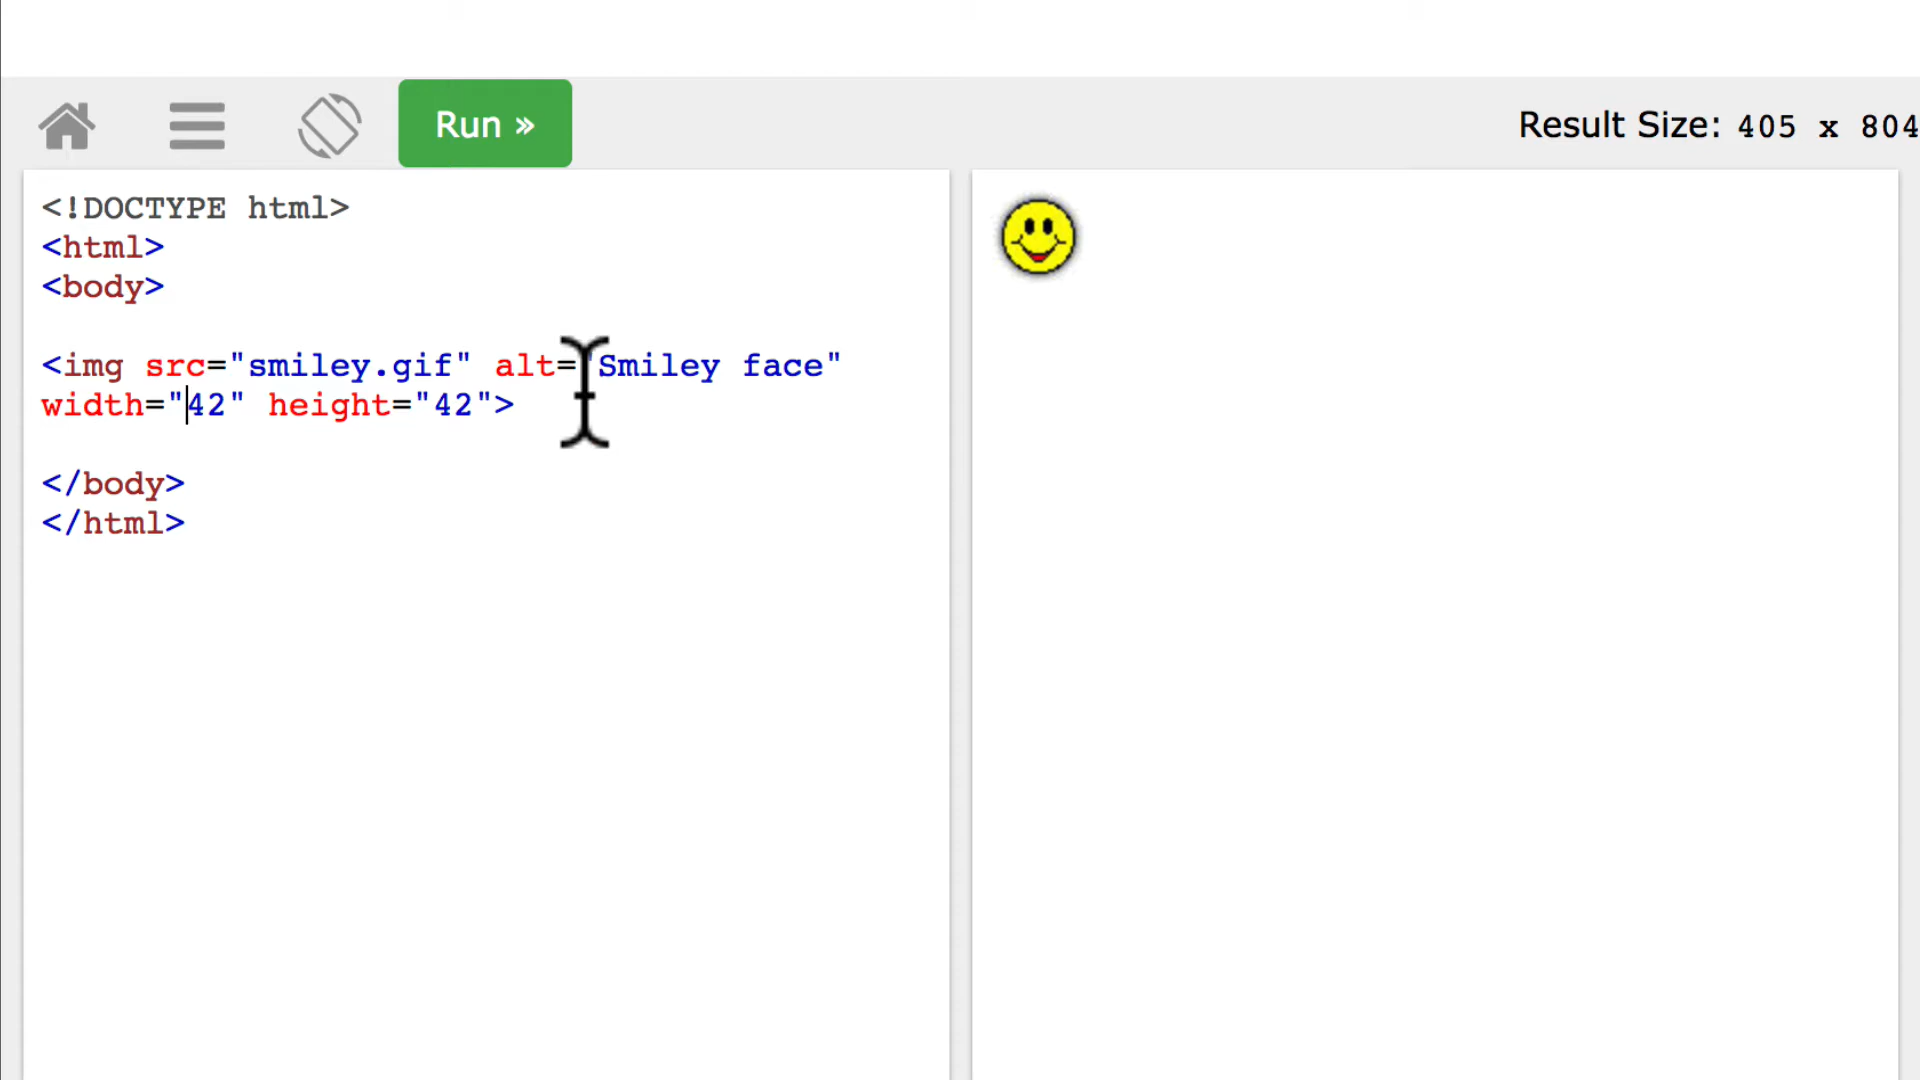 Run »
Result Size: 405 x 804
<!DOCTYPE html>
<html>
<body>
<img src="smiley.gif" alt="Smiley face"
width="42" height="42">
</body>
</html>